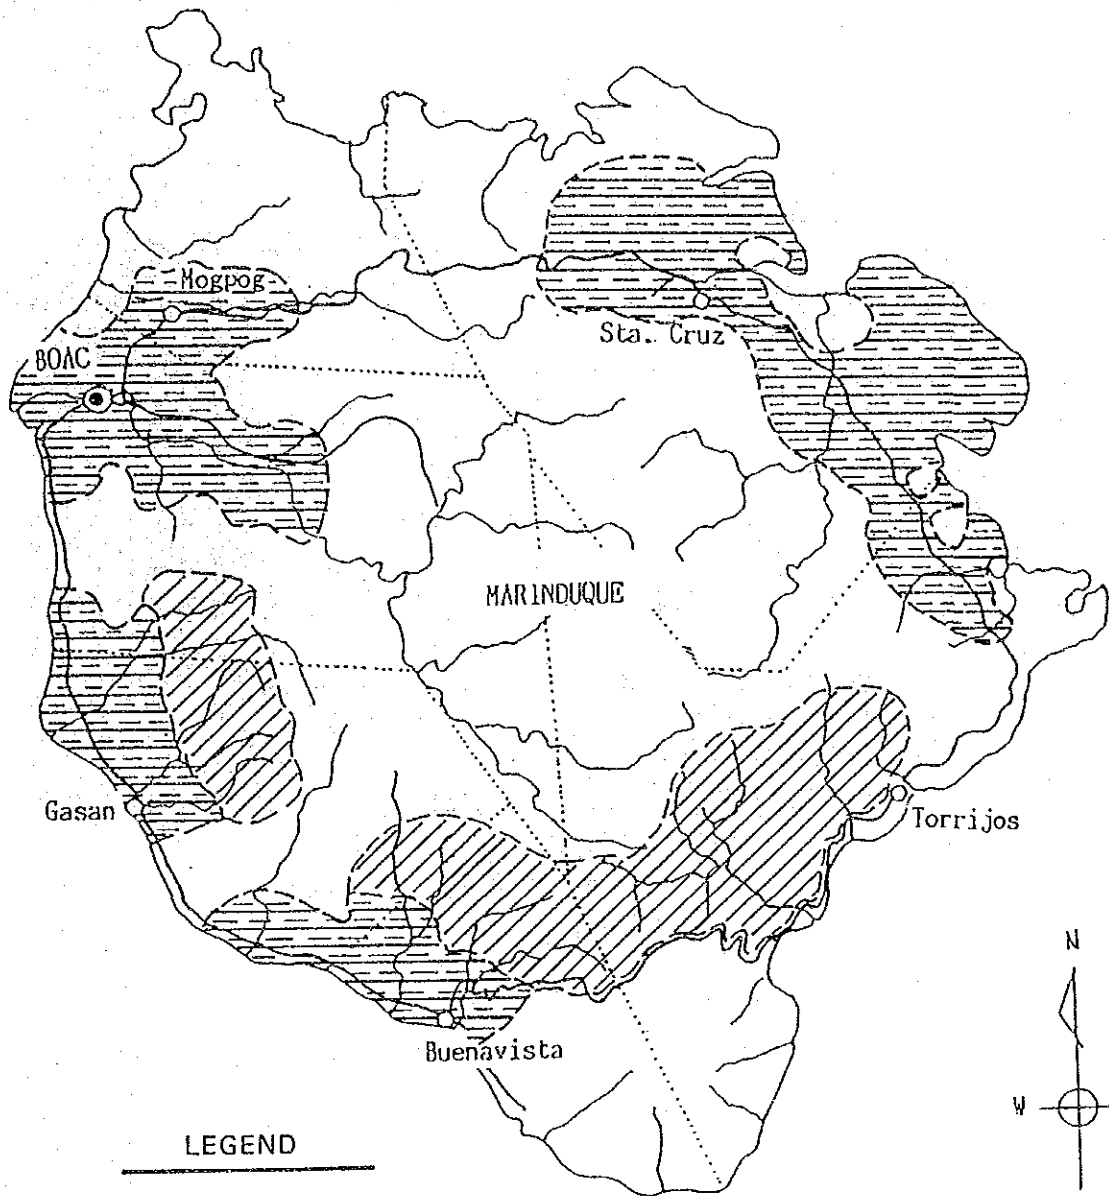 Mogpog
BOAC
Sta. Cruz
MARINDUQUE
Gasan
Torrijos
N
Buenavista
W
LEGEND